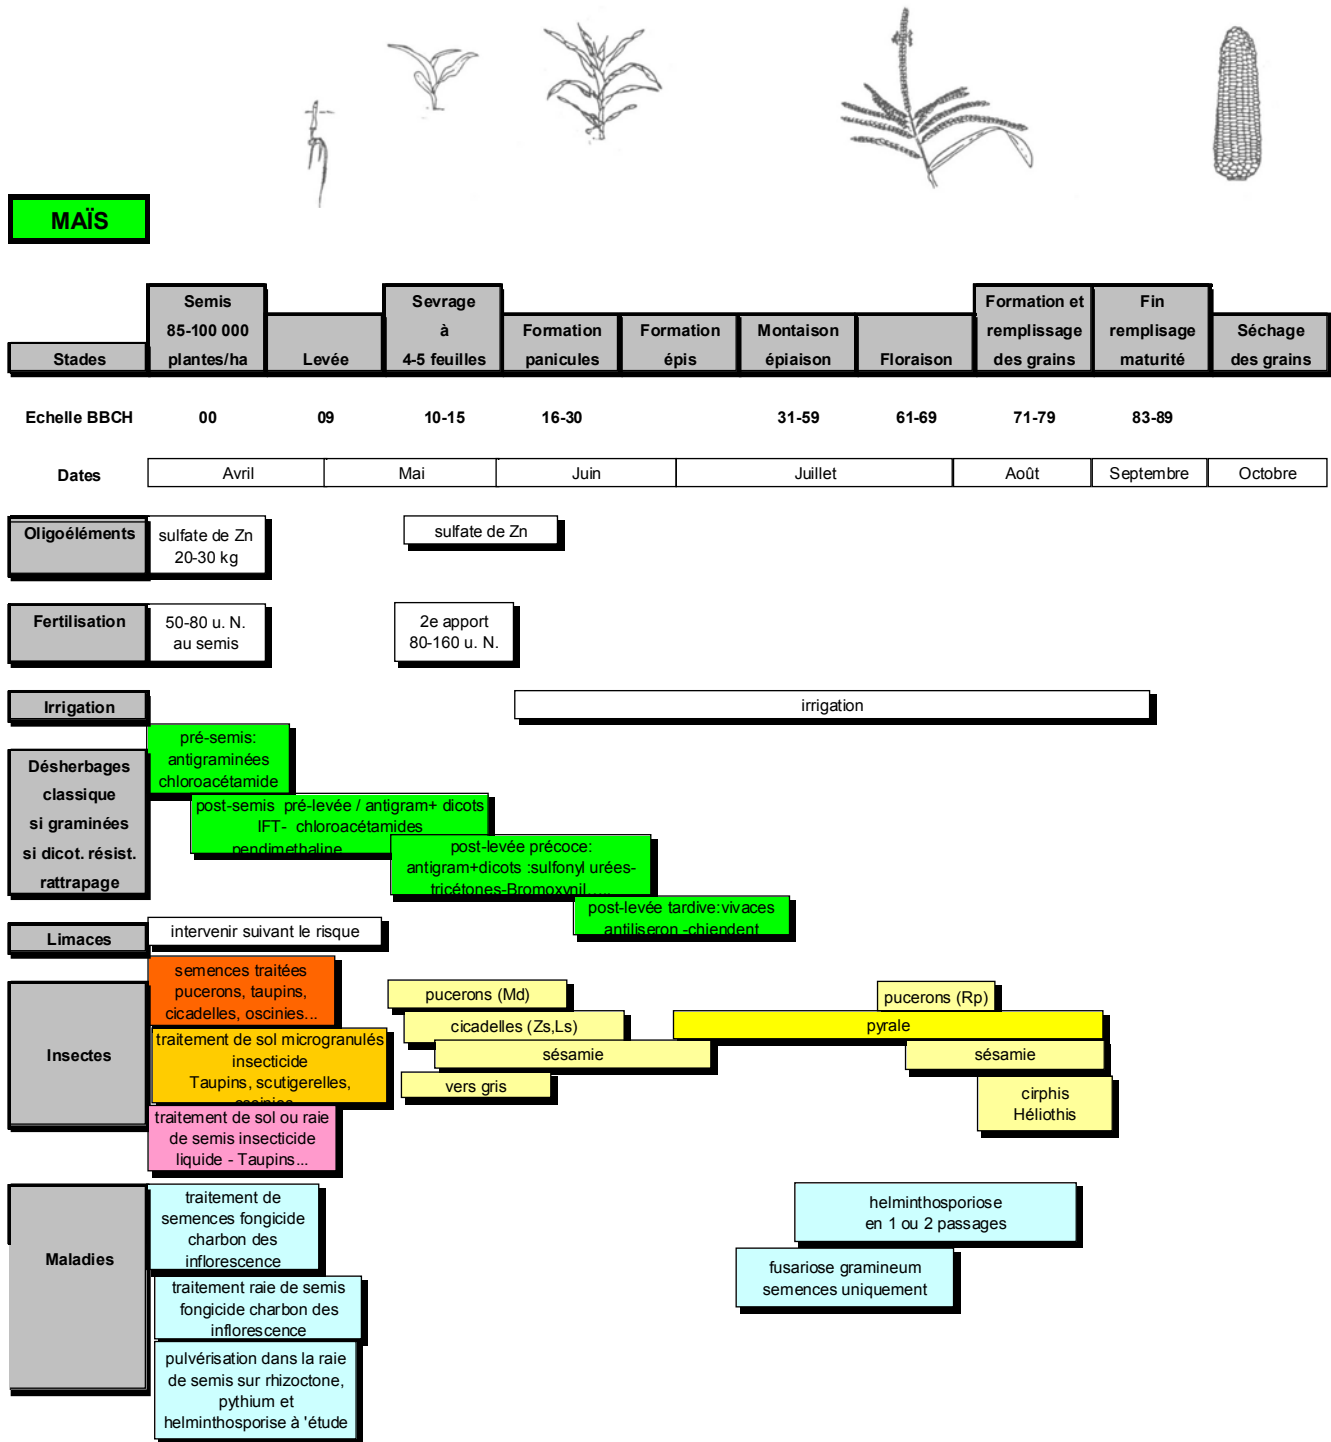 MAÏS
Semis
85-100 000
plantes/ha
Levée
Sevrage
à
4-5 feuilles
Formation
panicules
Formation
épis
Montaison
épiaison
Floraison
Formation et
remplissage
des grains
Fin
remplisage
maturité
Séchage
des grains
Stades
Echelle BBCH 00 09 10-15 16-30 31-59 61-69 71-79 83-89
Dates Avril Mai Juin Juillet Août Septembre Octobre
Oligoéléments
sulfate de Zn
20-30 kg
sulfate de Zn
Fertilisation
50-80 u. N.
au semis
2e apport
80-160 u. N.
Irrigation
irrigation
Désherbages
classique
si graminées
si dicot. résist.
rattrapage
pré-semis:
antigraminées
chloroacétamide
post-semis pré-levée / antigram+ dicots
IFT- chloroacétamides
pendimethaline
post-levée précoce:
antigram+dicots :sulfonyl urées-
tricétones-Bromoxynil.....
post-levée tardive:vivaces
antiliseron -chiendent
Limaces
intervenir suivant le risque
Insectes
semences traitées
pucerons, taupins,
cicadelles, oscinies...
traitement de sol microgranulés
insecticide
Taupins, scutigerelles,
traitement de sol ou raie
de semis insecticide
liquide - Taupins...
pucerons (Md)
cicadelles (Zs,Ls)
sésamie
vers gris
pucerons (Rp)
pyrale
sésamie
cirphis
Héliothis
Maladies
traitement de
semences fongicide
charbon des
inflorescence
traitement raie de semis
fongicide charbon des
inflorescence
pulvérisation dans la raie
de semis sur rhizoctone,
pythium et
helminthosporise à 'étude
helminthosporiose
en 1 ou 2 passages
fusariose gramineum
semences uniquement